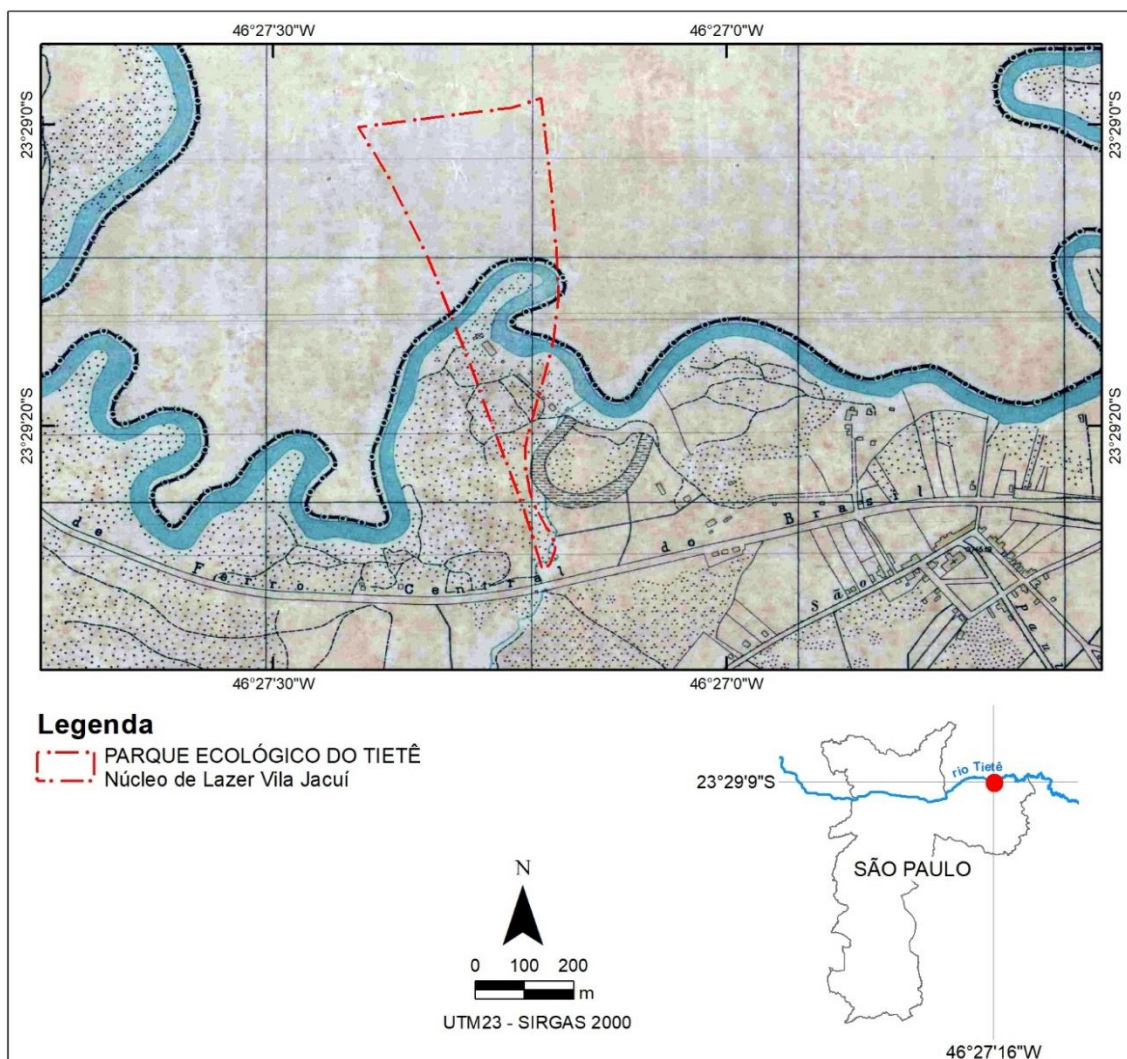 46°27'30"W
46°27'0"W
23°29'0"S
23°29'0"S
23°29'20"S
23°29'20"S
de Ferro Central do Brasil
São
46°27'30"W
46°27'0"W
Legenda
PARQUE ECOLÓGICO DO TIETÊ
Núcleo de Lazer Vila Jacuí
rio Tietê
23°29'9"S
SÃO PAULO
N
0 100 200
m
UTM23 - SIRGAS 2000
46°27'16"W